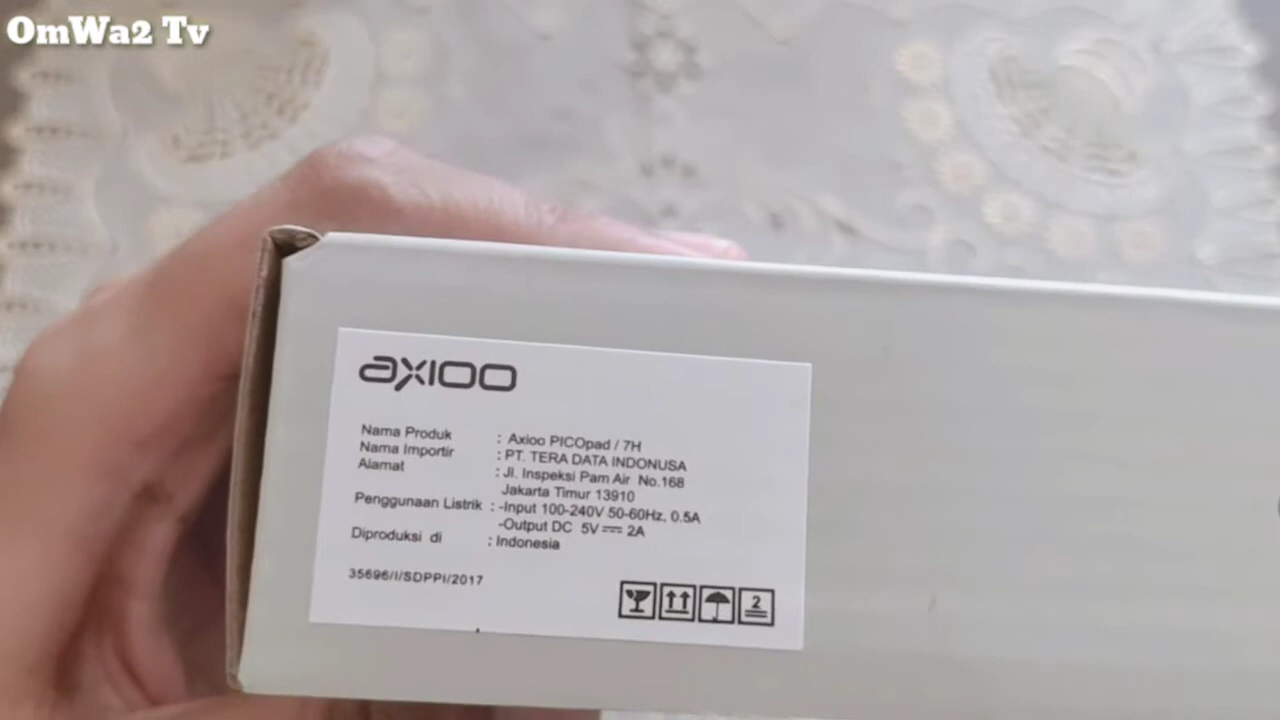 OmWa2 Tv
axioo
Nama Produk : Axioo PICOpad / 7H
Nama Importir : PT. TERA DATA INDONUSA
Alamat : Jl. Inspeksi Pam Air No.168
Jakarta Timur 13910
Penggunaan Listrik : -Input 100-240V 50-60Hz, 0.5A
-Output DC 5V⎓2A
Diproduksi di : Indonesia
35696/I/SDPPI/2017
2